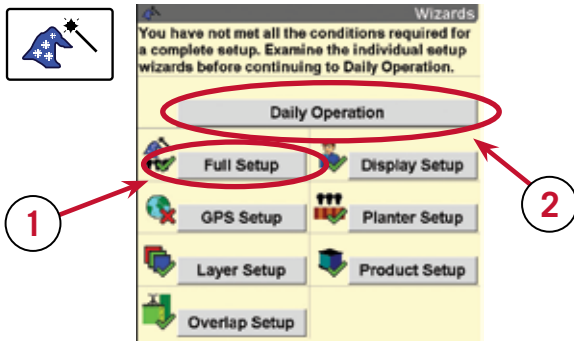 Wizards
You have not met all the conditions required for
a complete setup. Examine the individual setup
wizards before continuing to Daily Operation.
Daily Operation
Full Setup
Display Setup
1
2
GPS Setup
Planter Setup
Layer Setup
Product Setup
Overlap Setup